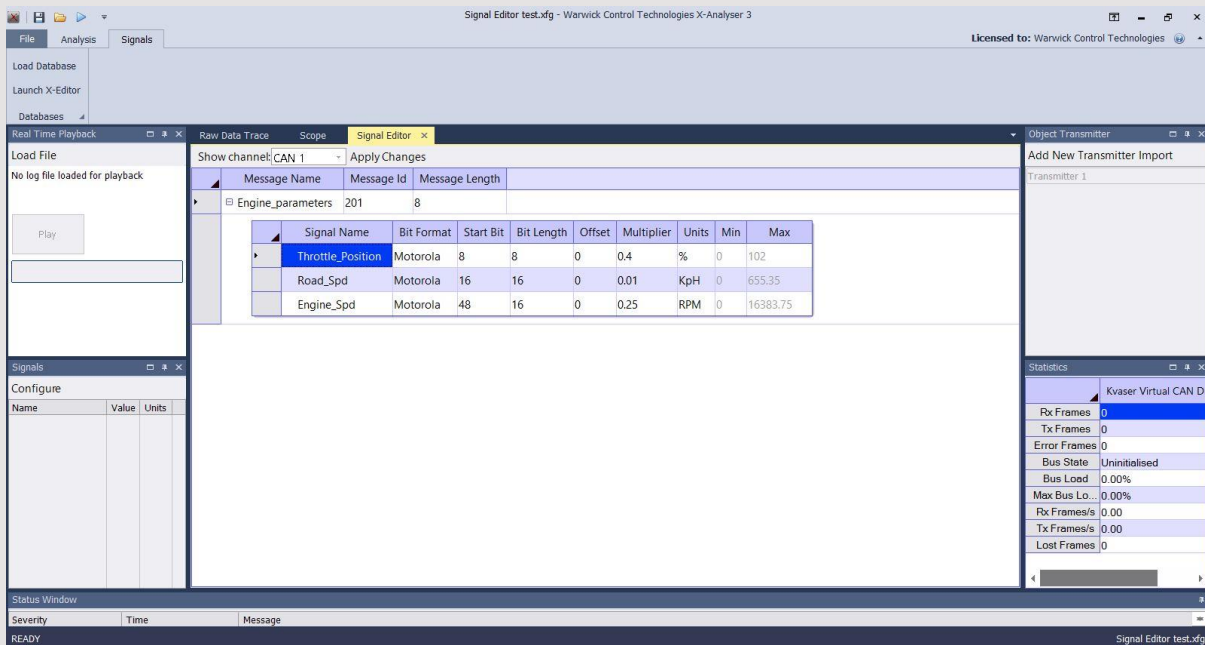 Signal Editor test.xfg - Warwick Control Technologies X-Analyser 3
File Analysis Signals
Licensed to: Warwick Control Technologies
Load Database
Launch X-Editor
Databases
Real Time Playback
Load File
No log file loaded for playback
Play
Signals
Configure
Name Value Units
Raw Data Trace Scope Signal Editor
Show channel: CAN 1 Apply Changes
Message Name Message Id Message Length
Engine_parameters 201 8
Signal Name Bit Format Start Bit Bit Length Offset Multiplier Units Min Max
Throttle_Position Motorola 8 8 0 0.4 % 0 102
Road_Spd Motorola 16 16 0 0.01 KpH 0 655.35
Engine_Spd Motorola 48 16 0 0.25 RPM 0 16383.75
Object Transmitter
Add New Transmitter Import
Transmitter 1
Statistics
Kvaser Virtual CAN D
Rx Frames 0
Tx Frames 0
Error Frames 0
Bus State Uninitialised
Bus Load 0.00%
Max Bus Lo... 0.00%
Rx Frames/s 0.00
Tx Frames/s 0.00
Lost Frames 0
Status Window
Severity Time Message
READY Signal Editor test.xfg